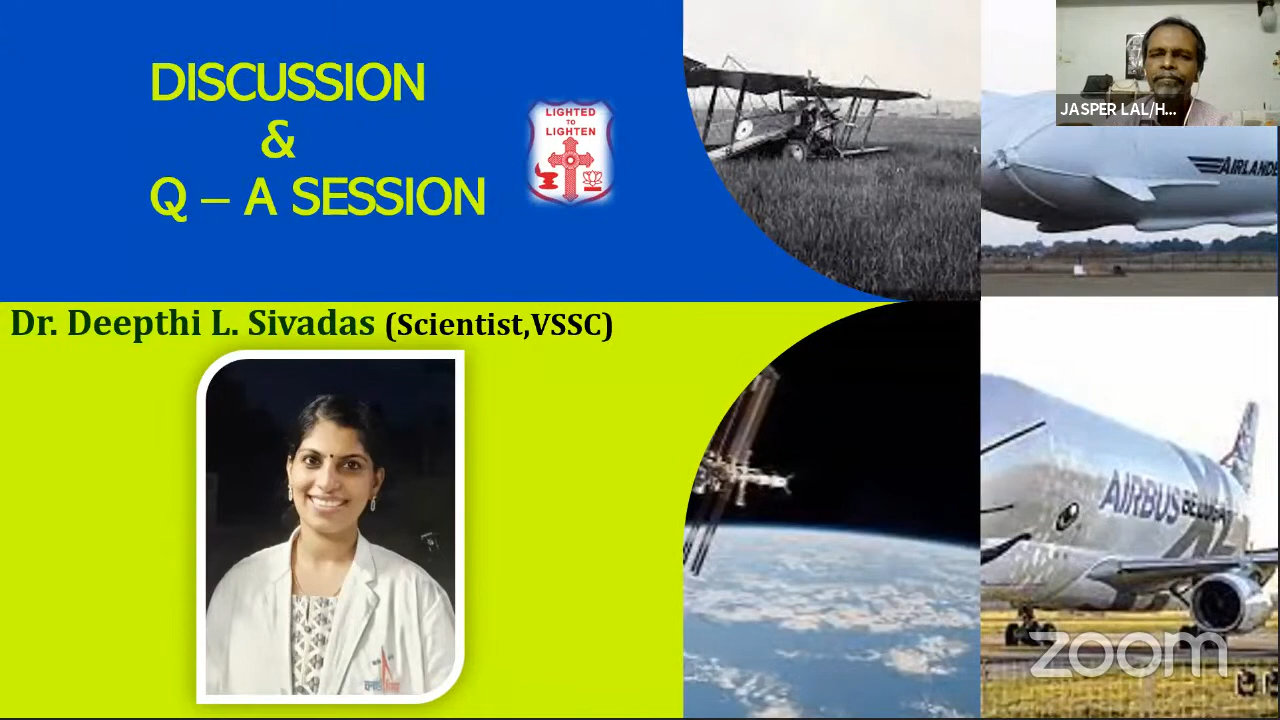 DISCUSSION
&
Q – A SESSION
LIGHTED
TO
LIGHTEN
Dr. Deepthi L. Sivadas (Scientist,VSSC)
JASPER LAL/H...
AIRLANDE
AIRBUS
zoom